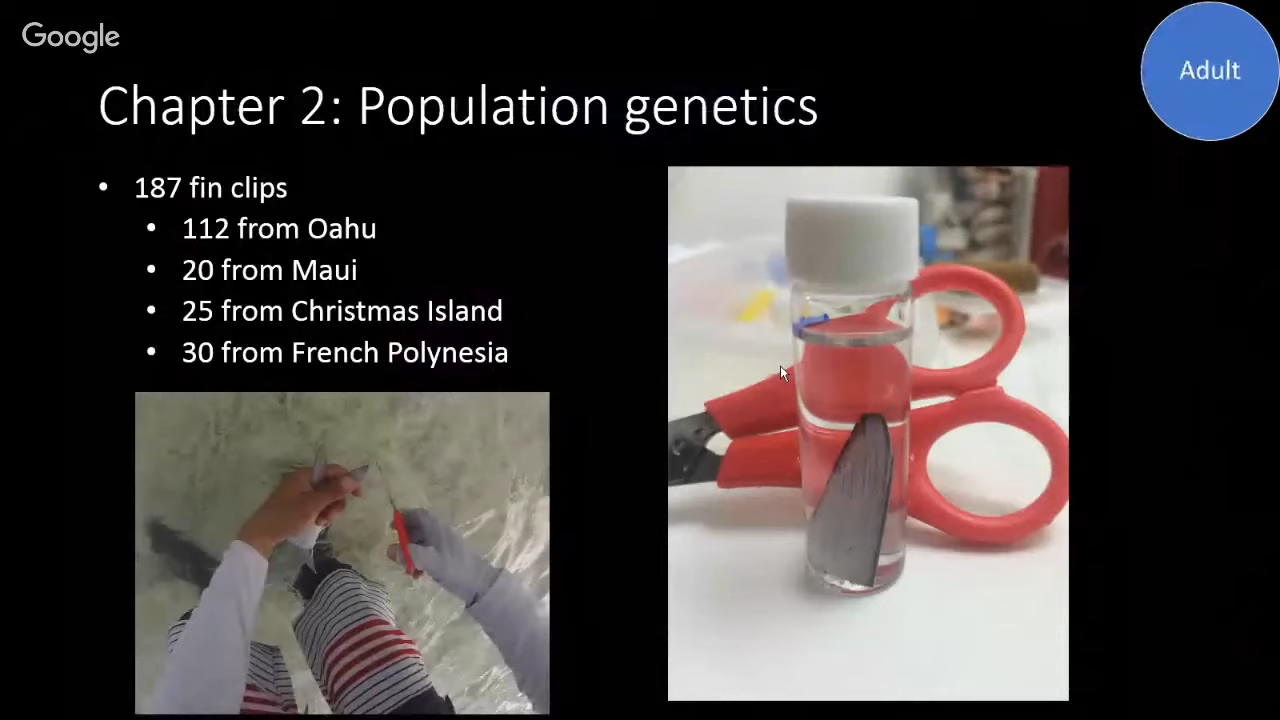 Google
Adult
Chapter 2: Population genetics
• 187 fin clips
• 112 from Oahu
• 20 from Maui
• 25 from Christmas Island
• 30 from French Polynesia